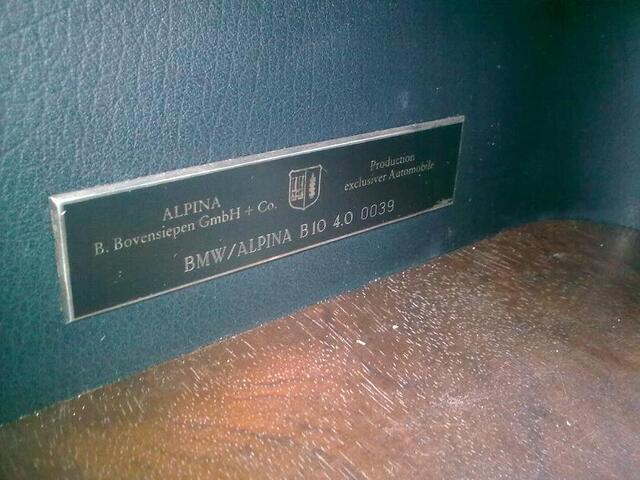 ALPINA
B. Bovensiepen GmbH + Co.
Production
exclusiver Automobile
BMW/ALPINA B10 4.0 0039